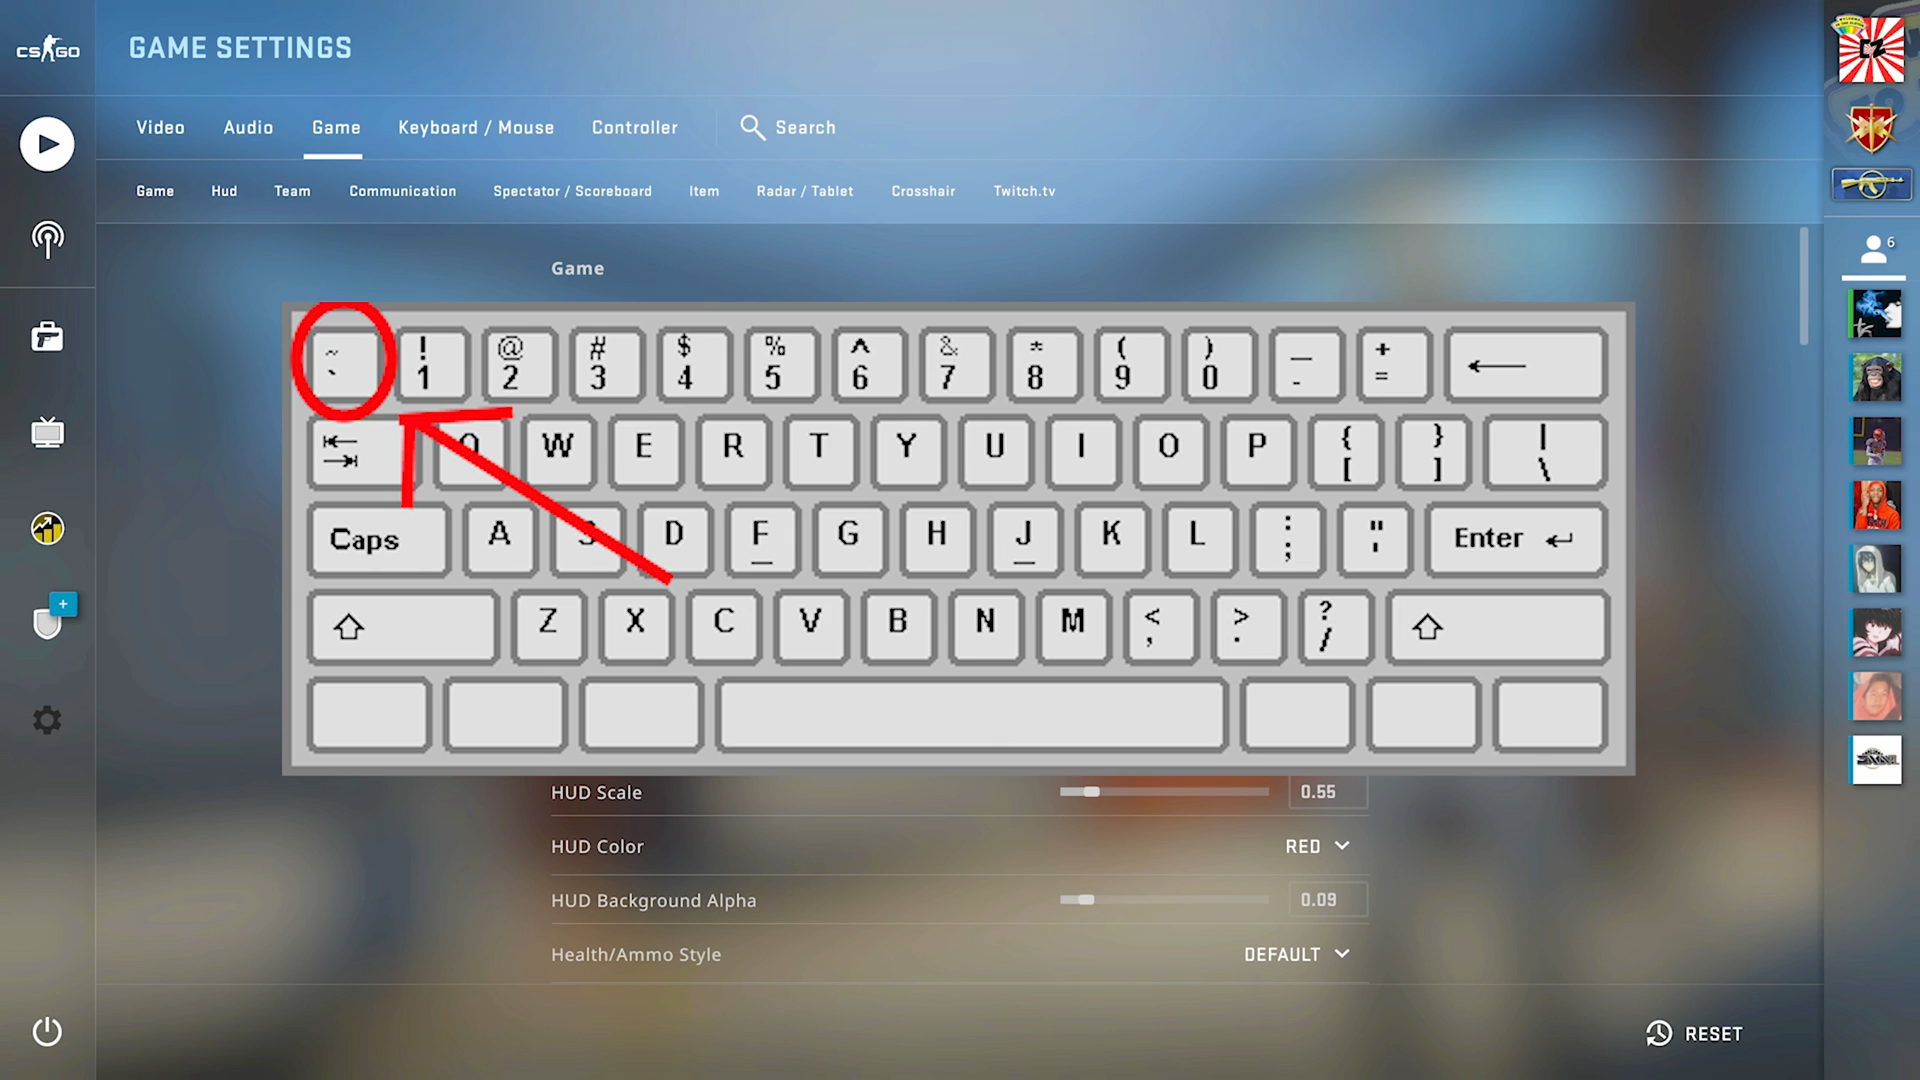 CS GO
GAME SETTINGS
Video Audio Game Keyboard / Mouse Controller Search
Game Hud Team Communication Spectator / Scoreboard Item Radar / Tablet Crosshair Twitch.tv
6
Game
~ ! @ # $ % ^ & * ( ) _ +
` 1 2 3 4 5 6 7 8 9 0 - =
Q W E R T Y U I O P { } |
[ ] \
Caps A S D F G H J K L : " Enter
; '
Z X C V B N M < > ?
, . /
HUD Scale 0.55
HUD Color RED
HUD Background Alpha 0.09
Health/Ammo Style DEFAULT
RESET